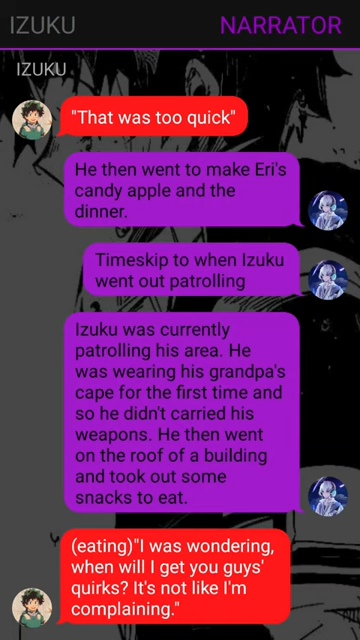 IZUKU NARRATOR
IZUKU
"That was too quick"
He then went to make Eri's
candy apple and the
dinner.
Timeskip to when Izuku
went out patrolling
Izuku was currently
patrolling his area. He
was wearing his grandpa's
cape for the first time and
so he didn't carried his
weapons. He then went
on the roof of a building
and took out some
snacks to eat.
(eating)"I was wondering,
when will I get you guys'
quirks? It's not like I'm
complaining."